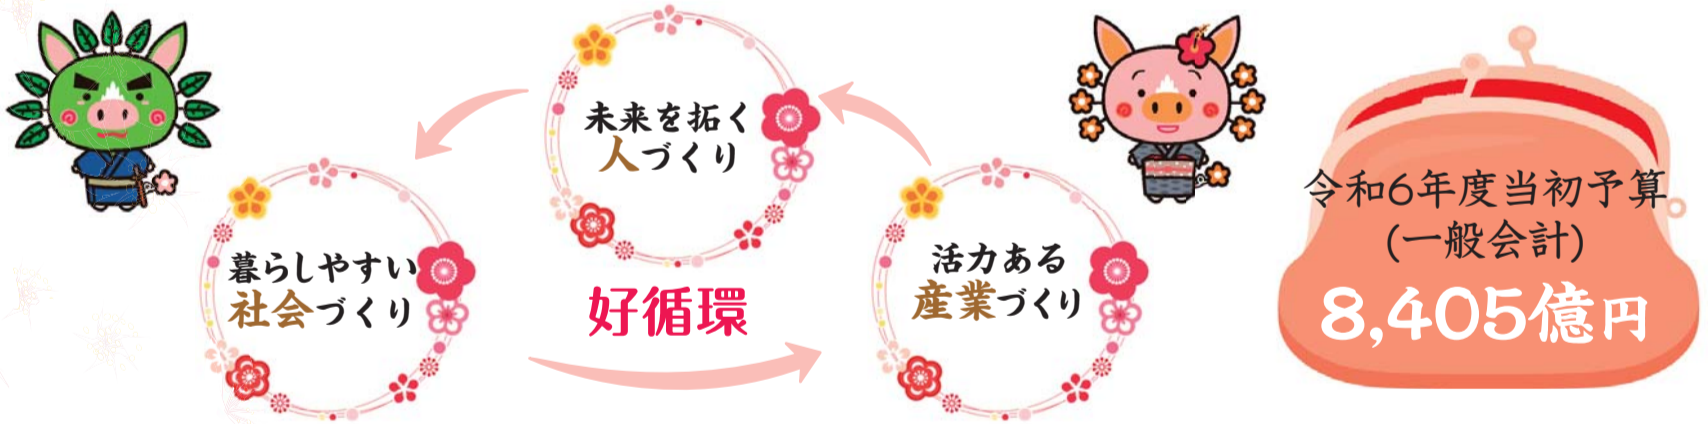 未来を拓く
人づくり
暮らしやすい
社会づくり
好循環
活力ある
産業づくり
令和6年度当初予算
(一般会計)
8,405億円